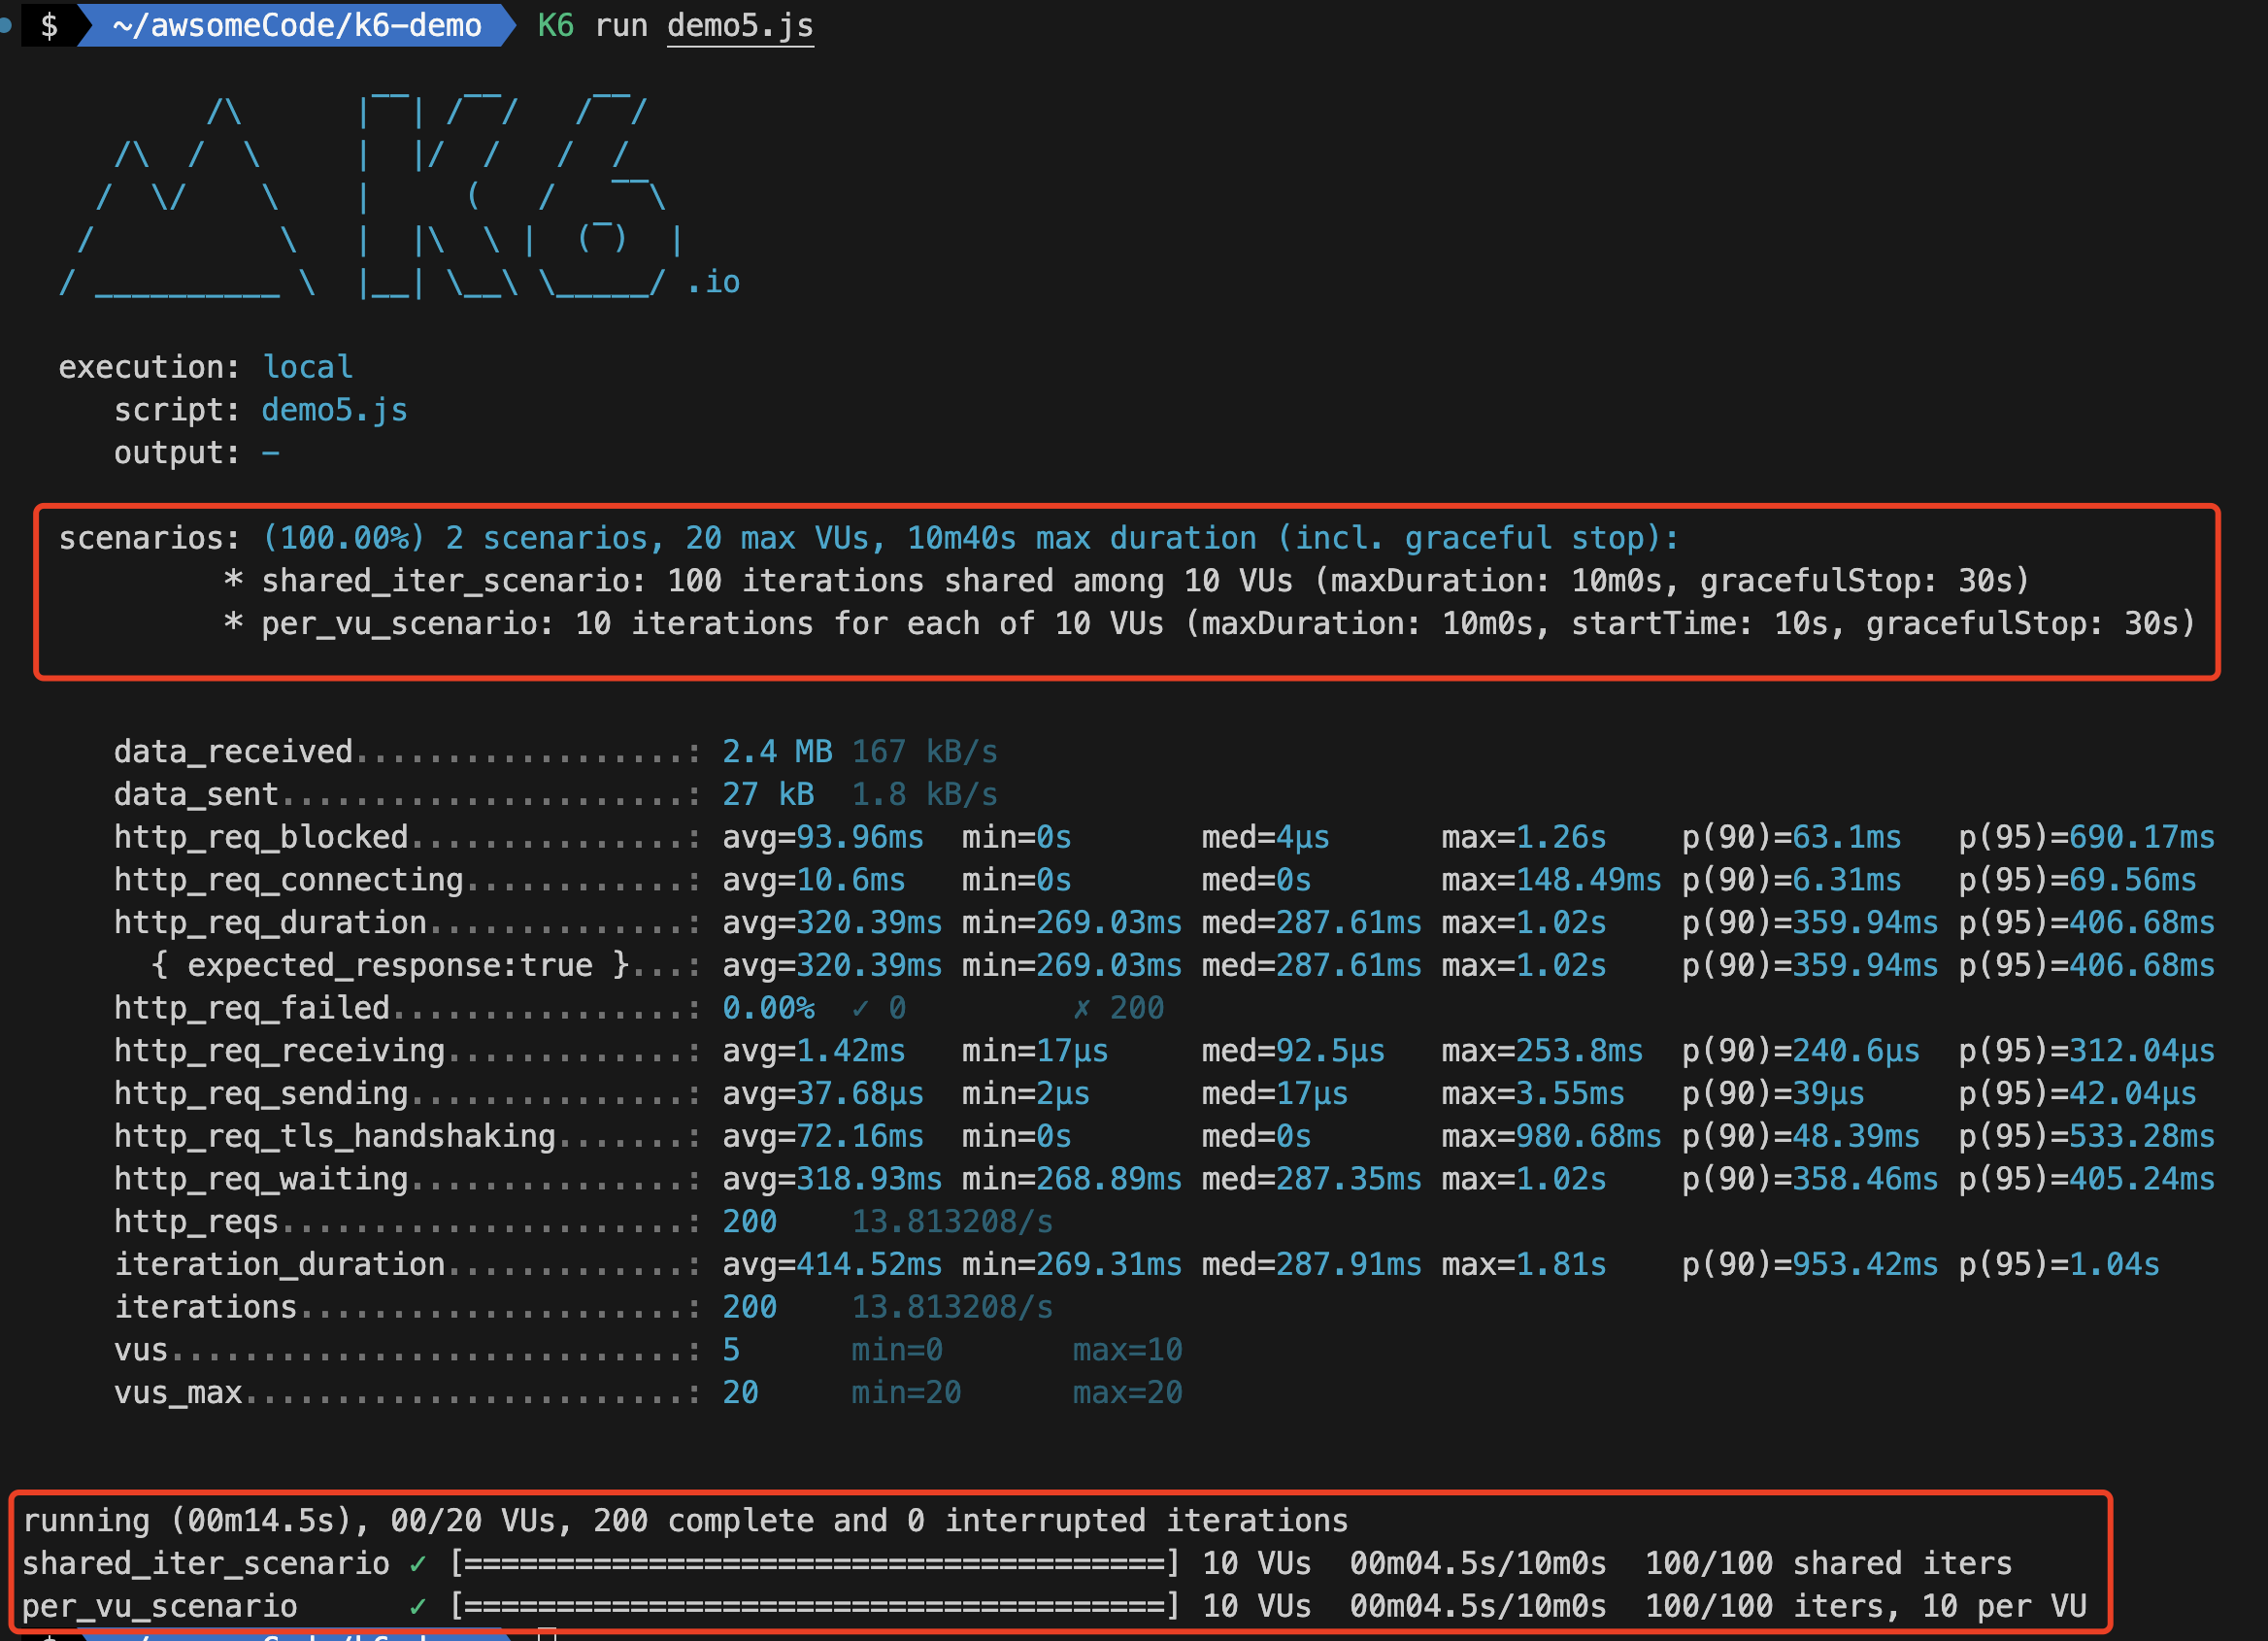 $ ~/awsomeCode/k6-demo K6 run demo5.js
          /\      |‾‾| /‾‾/   /‾‾/
     /\  /  \     |  |/  /   /  /
    /  \/    \    |     (   /   ‾‾\
   /          \   |  |\  \ |  (‾)  |
  / __________ \  |__| \__\ \_____/ .io
execution: local
script: demo5.js
output: -
scenarios: (100.00%) 2 scenarios, 20 max VUs, 10m40s max duration (incl. graceful stop):
* shared_iter_scenario: 100 iterations shared among 10 VUs (maxDuration: 10m0s, gracefulStop: 30s)
* per_vu_scenario: 10 iterations for each of 10 VUs (maxDuration: 10m0s, startTime: 10s, gracefulStop: 30s)
data_received..................: 2.4 MB 167 kB/s
data_sent......................: 27 kB 1.8 kB/s
http_req_blocked...............: avg=93.96ms min=0s med=4µs max=1.26s p(90)=63.1ms p(95)=690.17ms
http_req_connecting............: avg=10.6ms min=0s med=0s max=148.49ms p(90)=6.31ms p(95)=69.56ms
http_req_duration..............: avg=320.39ms min=269.03ms med=287.61ms max=1.02s p(90)=359.94ms p(95)=406.68ms
{ expected_response:true }...: avg=320.39ms min=269.03ms med=287.61ms max=1.02s p(90)=359.94ms p(95)=406.68ms
http_req_failed................: 0.00% ✓ 0 ✗ 200
http_req_receiving.............: avg=1.42ms min=17µs med=92.5µs max=253.8ms p(90)=240.6µs p(95)=312.04µs
http_req_sending...............: avg=37.68µs min=2µs med=17µs max=3.55ms p(90)=39µs p(95)=42.04µs
http_req_tls_handshaking.......: avg=72.16ms min=0s med=0s max=980.68ms p(90)=48.39ms p(95)=533.28ms
http_req_waiting...............: avg=318.93ms min=268.89ms med=287.35ms max=1.02s p(90)=358.46ms p(95)=405.24ms
http_reqs......................: 200 13.813208/s
iteration_duration.............: avg=414.52ms min=269.31ms med=287.91ms max=1.81s p(90)=953.42ms p(95)=1.04s
iterations.....................: 200 13.813208/s
vus............................: 5 min=0 max=10
vus_max........................: 20 min=20 max=20
running (00m14.5s), 00/20 VUs, 200 complete and 0 interrupted iterations
shared_iter_scenario ✓ [======================================] 10 VUs 00m04.5s/10m0s 100/100 shared iters
per_vu_scenario ✓ [======================================] 10 VUs 00m04.5s/10m0s 100/100 iters, 10 per VU